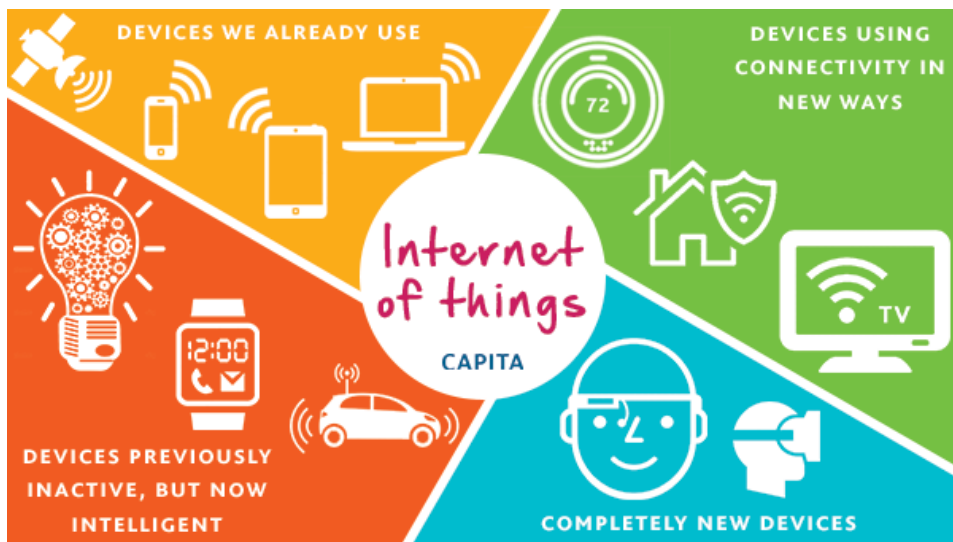 DEVICES WE ALREADY USE
DEVICES USING
CONNECTIVITY IN
NEW WAYS
72
Internet
of things
CAPITA
TV
12:00
DEVICES PREVIOUSLY
INACTIVE, BUT NOW
INTELLIGENT
COMPLETELY NEW DEVICES